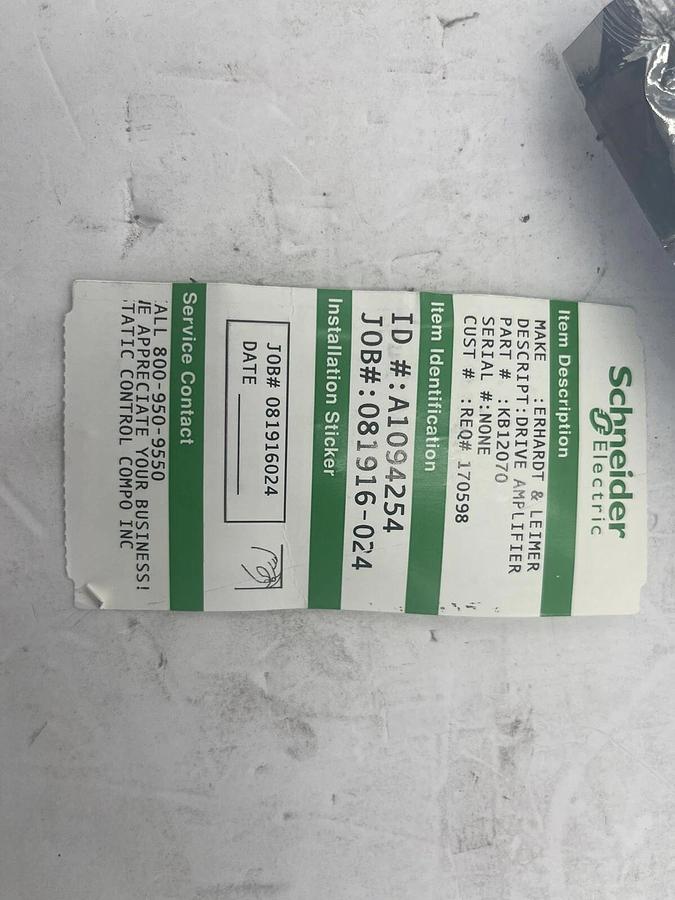 Schneider
Electric
Item Description
MAKE :ERHARDT & LEIMER
DESCRIPT:DRIVE AMPLIFIER
PART # :KB12070
SERIAL #:NONE
CUST # :REQ# 170598
Item Identification
ID #:A1094254
JOB#:081916-024
Installation Sticker
JOB# 081916024
DATE
Service Contact
ALL 800-950-9550
E APPRECIATE YOUR BUSINESS!
TATIC CONTROL COMPO INC